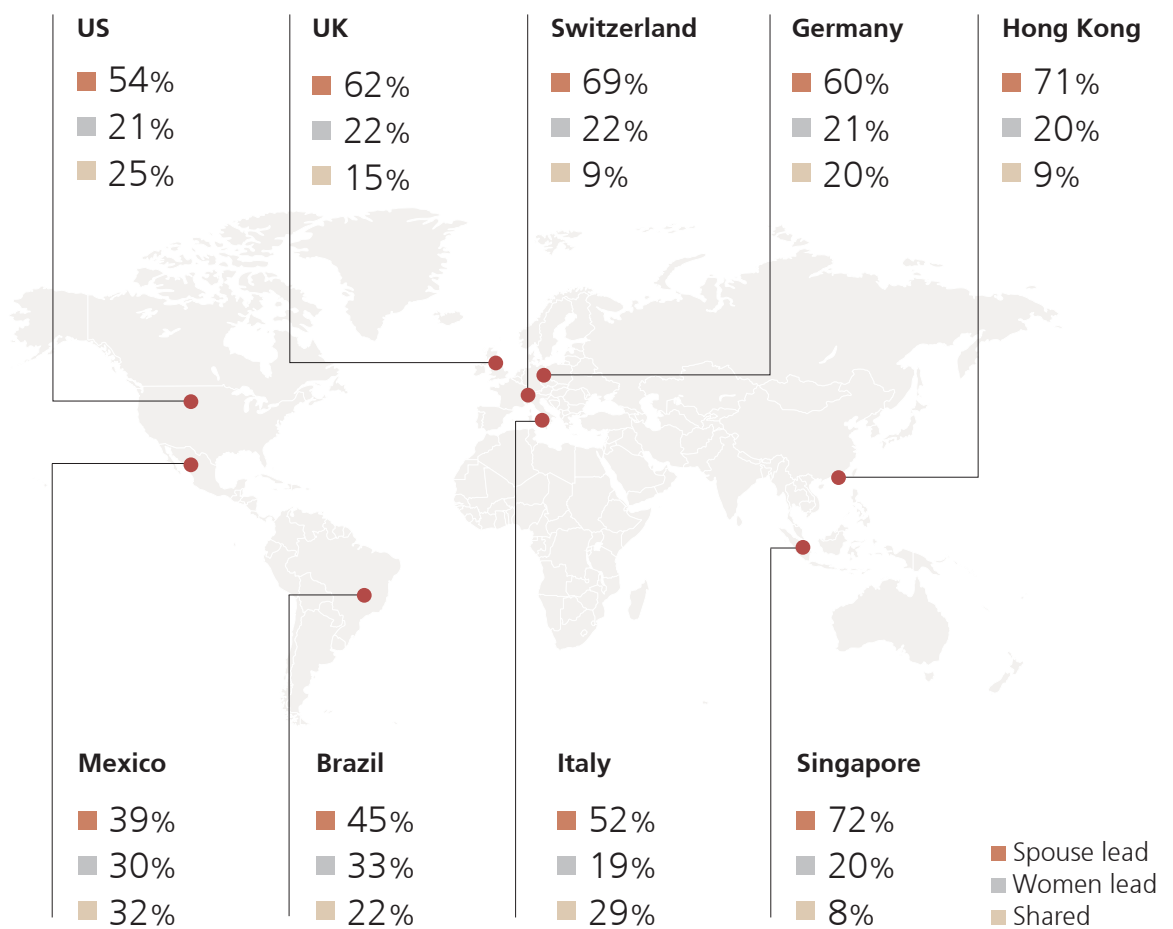 US
54%
21%
25%
UK
62%
22%
15%
Switzerland
69%
22%
9%
Germany
60%
21%
20%
Hong Kong
71%
20%
9%
Mexico
39%
30%
32%
Brazil
45%
33%
22%
Italy
52%
19%
29%
Singapore
72%
20%
8%
Spouse lead
Women lead
Shared